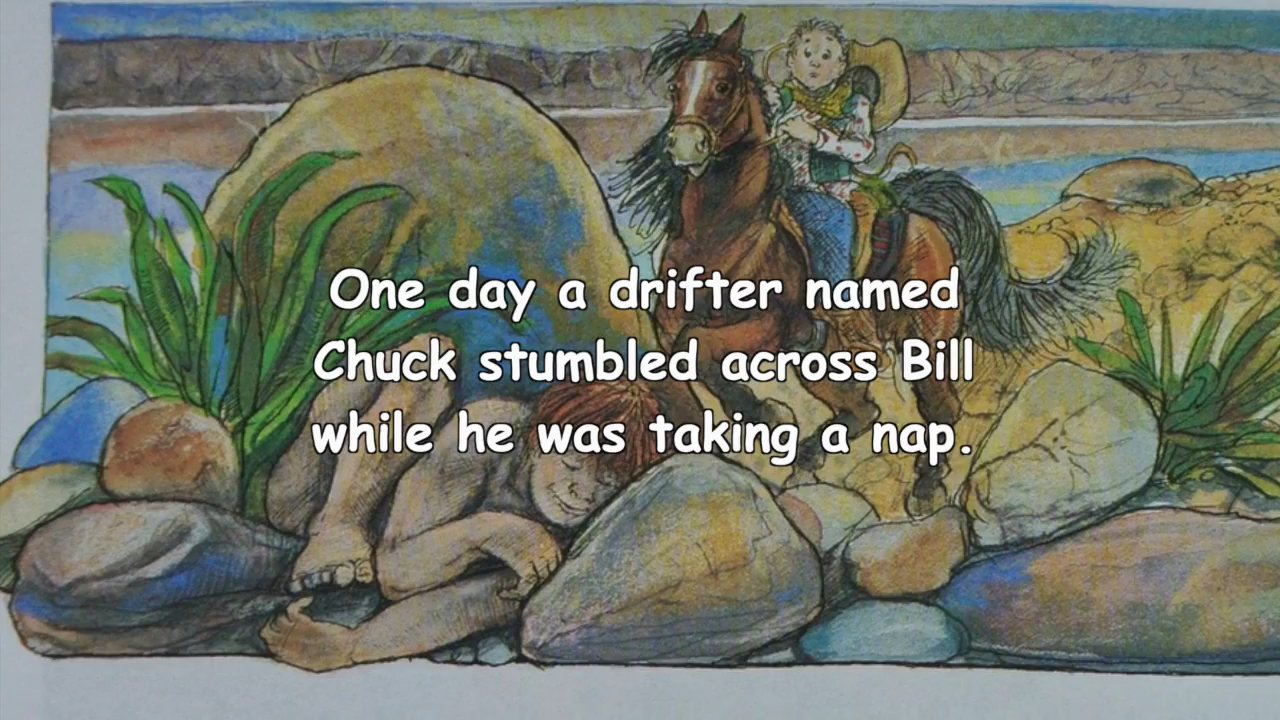 One day a drifter named
Chuck stumbled across Bill
while he was taking a nap.